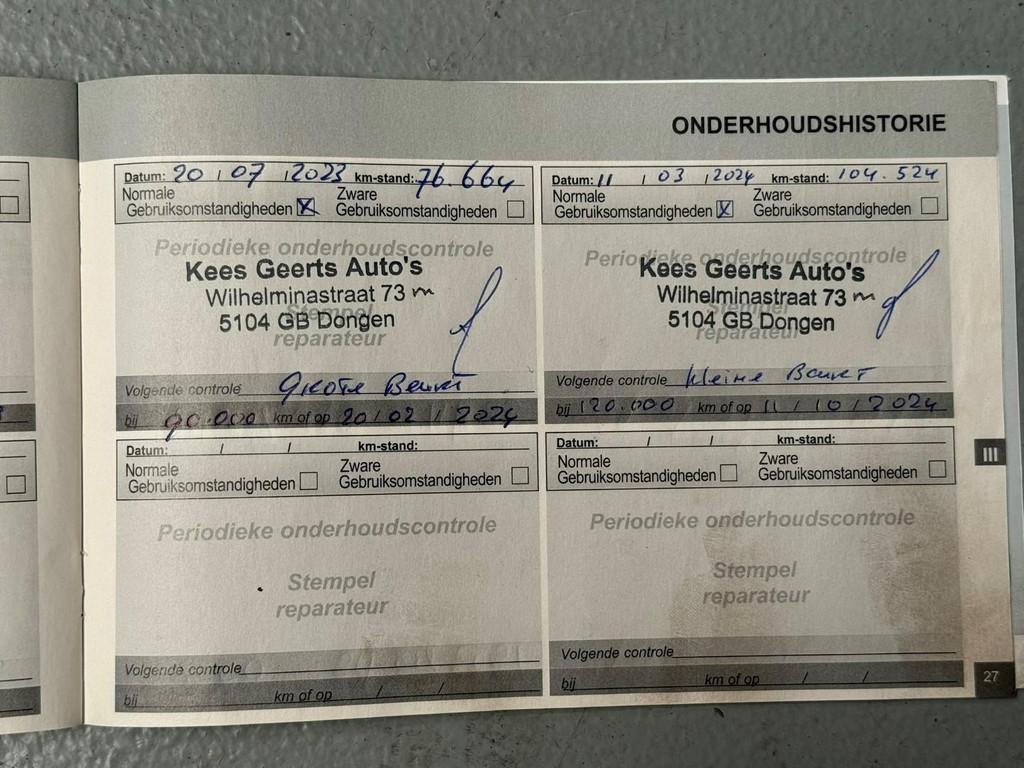 ONDERHOUDSHISTORIE
Datum: 20 / 07 / 2023 km-stand: 76.664
Normale Gebruiksomstandigheden X Zware Gebruiksomstandigheden
Periodieke onderhoudscontrole
Kees Geerts Auto's
Wilhelminastraat 73 m
Stempel
5104 GB Dongen
reparateur
Volgende controle Grote Beurt
bij 90.000 km of op 20 / 02 / 2024
Datum: 11 / 03 / 2024 km-stand: 104.524
Normale Gebruiksomstandigheden X Zware Gebruiksomstandigheden
Periodieke onderhoudscontrole
Kees Geerts Auto's
Wilhelminastraat 73 m
Stempel
5104 GB Dongen
reparateur
Volgende controle Kleine Beurt
bij 120.000 km of op 11 / 10 / 2024
Datum: / / km-stand:
Normale Gebruiksomstandigheden Zware Gebruiksomstandigheden
Periodieke onderhoudscontrole
Stempel
reparateur
Volgende controle
bij km of op / /
Datum: / / km-stand:
Normale Gebruiksomstandigheden Zware Gebruiksomstandigheden
Periodieke onderhoudscontrole
Stempel
reparateur
Volgende controle
bij km of op / /
III
27